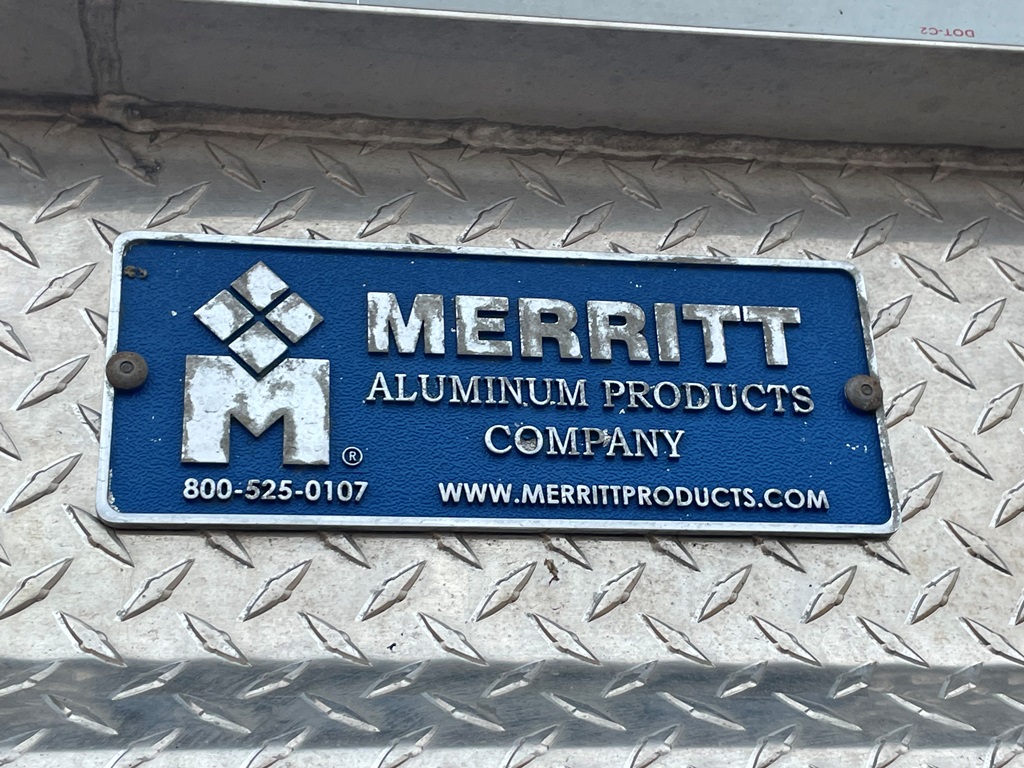 DOT-C2
MERRITT
ALUMINUM PRODUCTS
COMPANY
M
®
800-525-0107
WWW.MERRITTPRODUCTS.COM